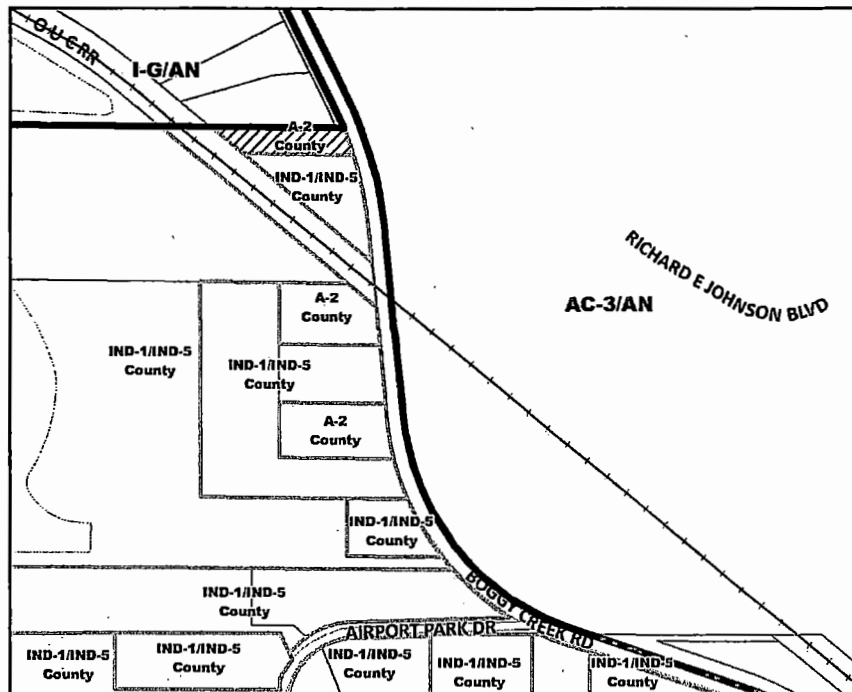 O U C RR
I-G/AN
A-2
County
IND-1/IND-5
County
RICHARD E JOHNSON BLVD
AC-3/AN
A-2
County
IND-1/IND-5
County
IND-1/IND-5
County
A-2
County
IND-1/IND-5
County
IND-1/IND-5
County
BOGGY CREEK RD
AIRPORT PARK DR
IND-1/IND-5
County
IND-1/IND-5
County
IND-1/IND-5
County
IND-1/IND-5
County
IND-1/IND-5
County